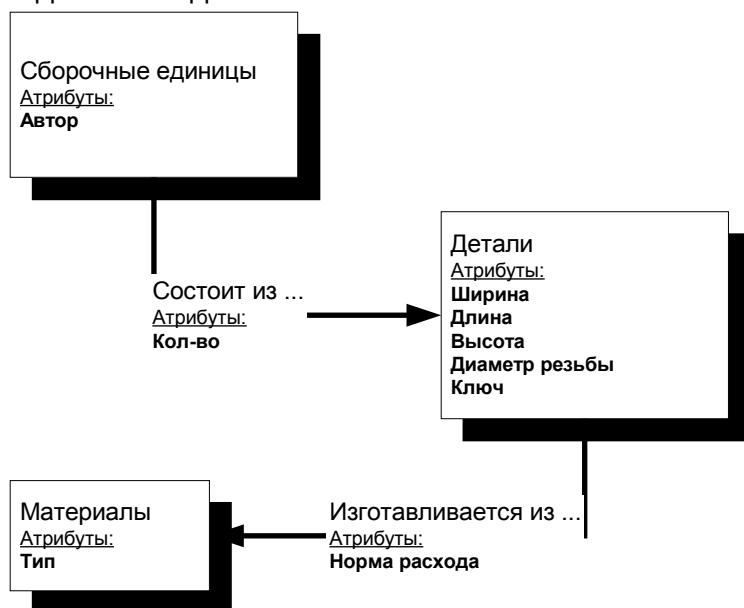 Сборочные единицы
Атрибуты:
Автор
Состоит из ...
Атрибуты:
Кол-во
Детали
Атрибуты:
Ширина
Длина
Высота
Диаметр резьбы
Ключ
Материалы
Атрибуты:
Тип
Изготавливается из ...
Атрибуты:
Норма расхода